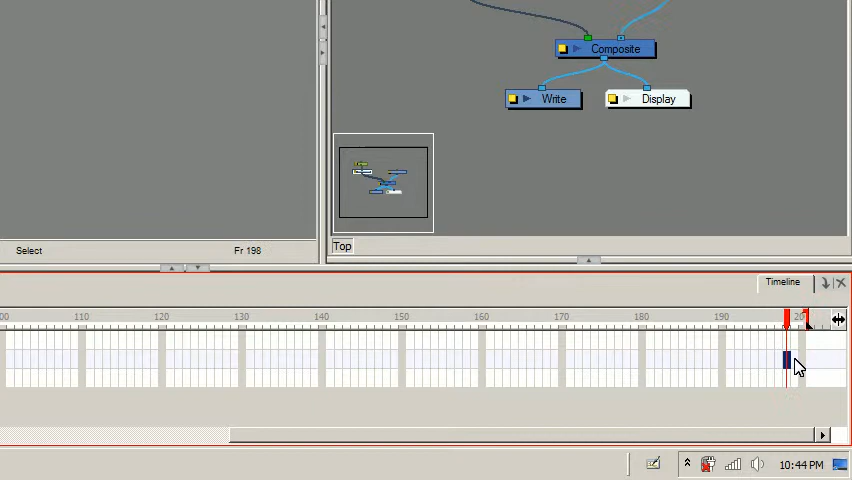 Composite
Write
Display
Top
Select
Fr 198
Timeline
00 110 120 130 140 150 160 170 180 190 20
10:44 PM